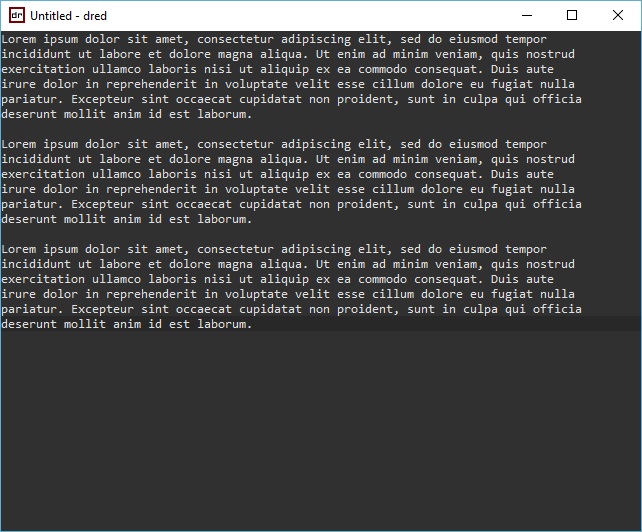 dr Untitled - dred
Lorem ipsum dolor sit amet, consectetur adipiscing elit, sed do eiusmod tempor
incididunt ut labore et dolore magna aliqua. Ut enim ad minim veniam, quis nostrud
exercitation ullamco laboris nisi ut aliquip ex ea commodo consequat. Duis aute
irure dolor in reprehenderit in voluptate velit esse cillum dolore eu fugiat nulla
pariatur. Excepteur sint occaecat cupidatat non proident, sunt in culpa qui officia
deserunt mollit anim id est laborum.

Lorem ipsum dolor sit amet, consectetur adipiscing elit, sed do eiusmod tempor
incididunt ut labore et dolore magna aliqua. Ut enim ad minim veniam, quis nostrud
exercitation ullamco laboris nisi ut aliquip ex ea commodo consequat. Duis aute
irure dolor in reprehenderit in voluptate velit esse cillum dolore eu fugiat nulla
pariatur. Excepteur sint occaecat cupidatat non proident, sunt in culpa qui officia
deserunt mollit anim id est laborum.

Lorem ipsum dolor sit amet, consectetur adipiscing elit, sed do eiusmod tempor
incididunt ut labore et dolore magna aliqua. Ut enim ad minim veniam, quis nostrud
exercitation ullamco laboris nisi ut aliquip ex ea commodo consequat. Duis aute
irure dolor in reprehenderit in voluptate velit esse cillum dolore eu fugiat nulla
pariatur. Excepteur sint occaecat cupidatat non proident, sunt in culpa qui officia
deserunt mollit anim id est laborum.